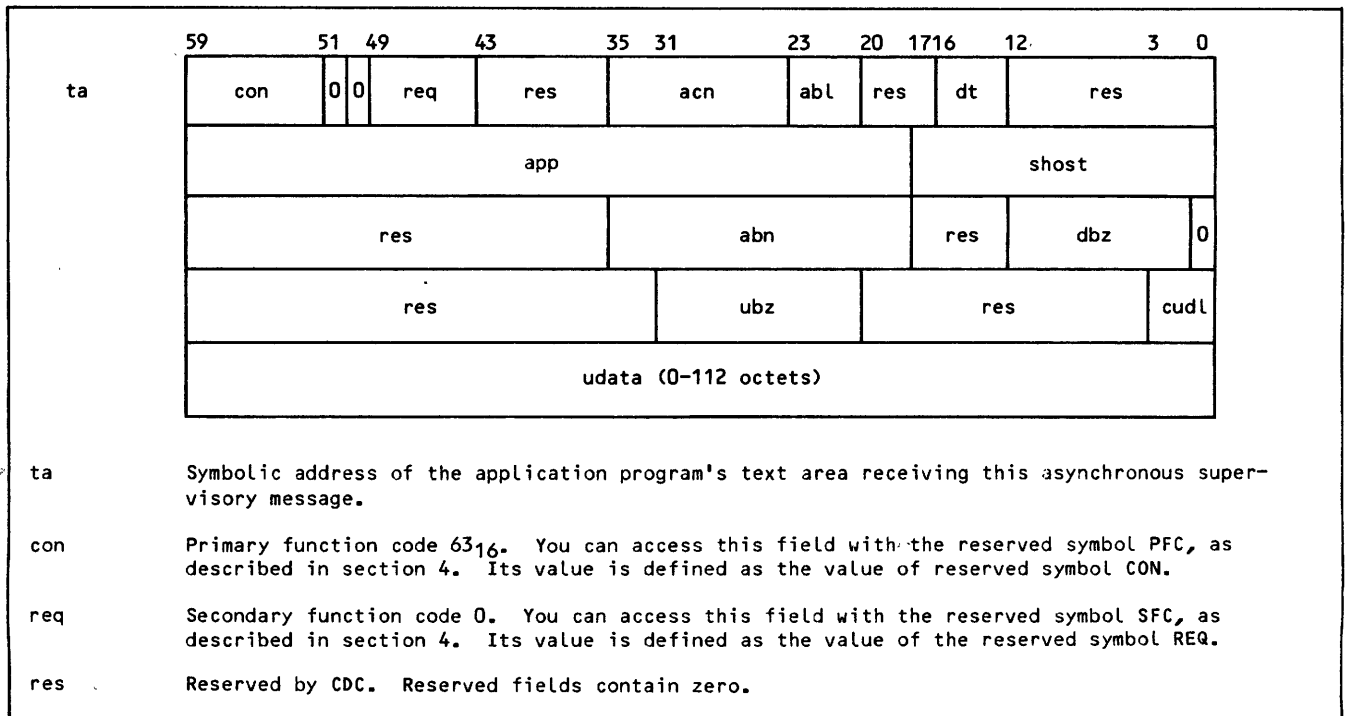 59 51 49 43 35 31 23 20 1716 12 3 0
ta con 0 0 req res acn abl res dt res
app shost
res abn res dbz 0
res ubz res cudl
udata (0-112 octets)
ta Symbolic address of the application program's text area receiving this asynchronous super-
visory message.
con Primary function code 63₁₆. You can access this field with the reserved symbol PFC, as
described in section 4. Its value is defined as the value of reserved symbol CON.
req Secondary function code 0. You can access this field with the reserved symbol SFC, as
described in section 4. Its value is defined as the value of the reserved symbol REQ.
res Reserved by CDC. Reserved fields contain zero.